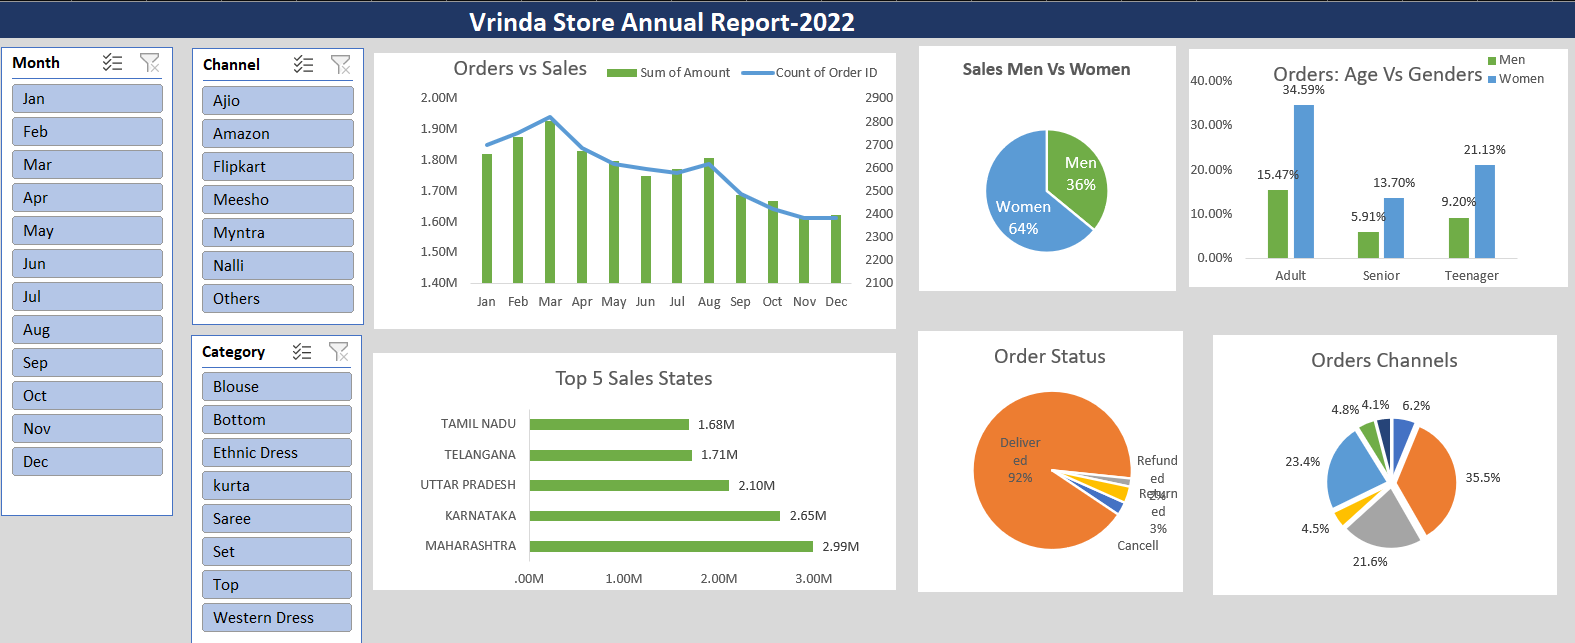 Vrinda Store Annual Report-2022
Month
Jan
Feb
Mar
Apr
May
Jun
Jul
Aug
Sep
Oct
Nov
Dec
Channel
Ajio
Amazon
Flipkart
Meesho
Myntra
Nalli
Others
Category
Blouse
Bottom
Ethnic Dress
kurta
Saree
Set
Top
Western Dress
Orders vs Sales
Sum of Amount
Count of Order ID
2.00M
1.90M
1.80M
1.70M
1.60M
1.50M
1.40M
2900
2800
2700
2600
2500
2400
2300
2200
2100
Jan Feb Mar Apr May Jun Jul Aug Sep Oct Nov Dec
Sales Men Vs Women
Men
36%
Women
64%
Orders: Age Vs Genders
Men
Women
40.00%
30.00%
20.00%
10.00%
0.00%
15.47%
34.59%
5.91%
13.70%
9.20%
21.13%
Adult Senior Teenager
Top 5 Sales States
TAMIL NADU 1.68M
TELANGANA 1.71M
UTTAR PRADESH 2.10M
KARNATAKA 2.65M
MAHARASHTRA 2.99M
.00M 1.00M 2.00M 3.00M
Order Status
Deliver
ed
92%
Refund
ed
2%
Return
ed
3%
Cancell
Orders Channels
4.8%
4.1%
6.2%
23.4%
35.5%
4.5%
21.6%